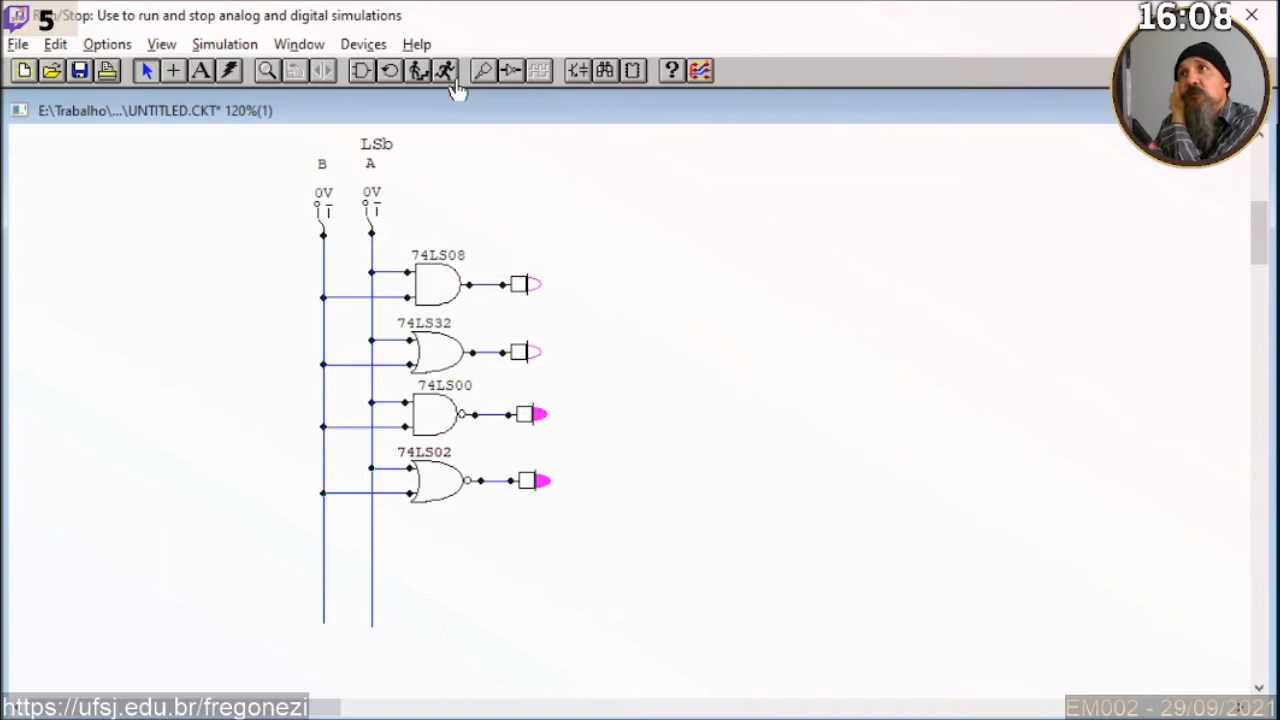 5
n/Stop: Use to run and stop analog and digital simulations
16:08
File Edit Options View Simulation Window Devices Help
A
?
E:\Trabalho\...\UNTITLED.CKT* 120%(1)
LSb
B A
0V 0V
74LS08
74LS32
74LS00
74LS02
https://ufsj.edu.br/fregonezi
EM002 - 29/09/2021